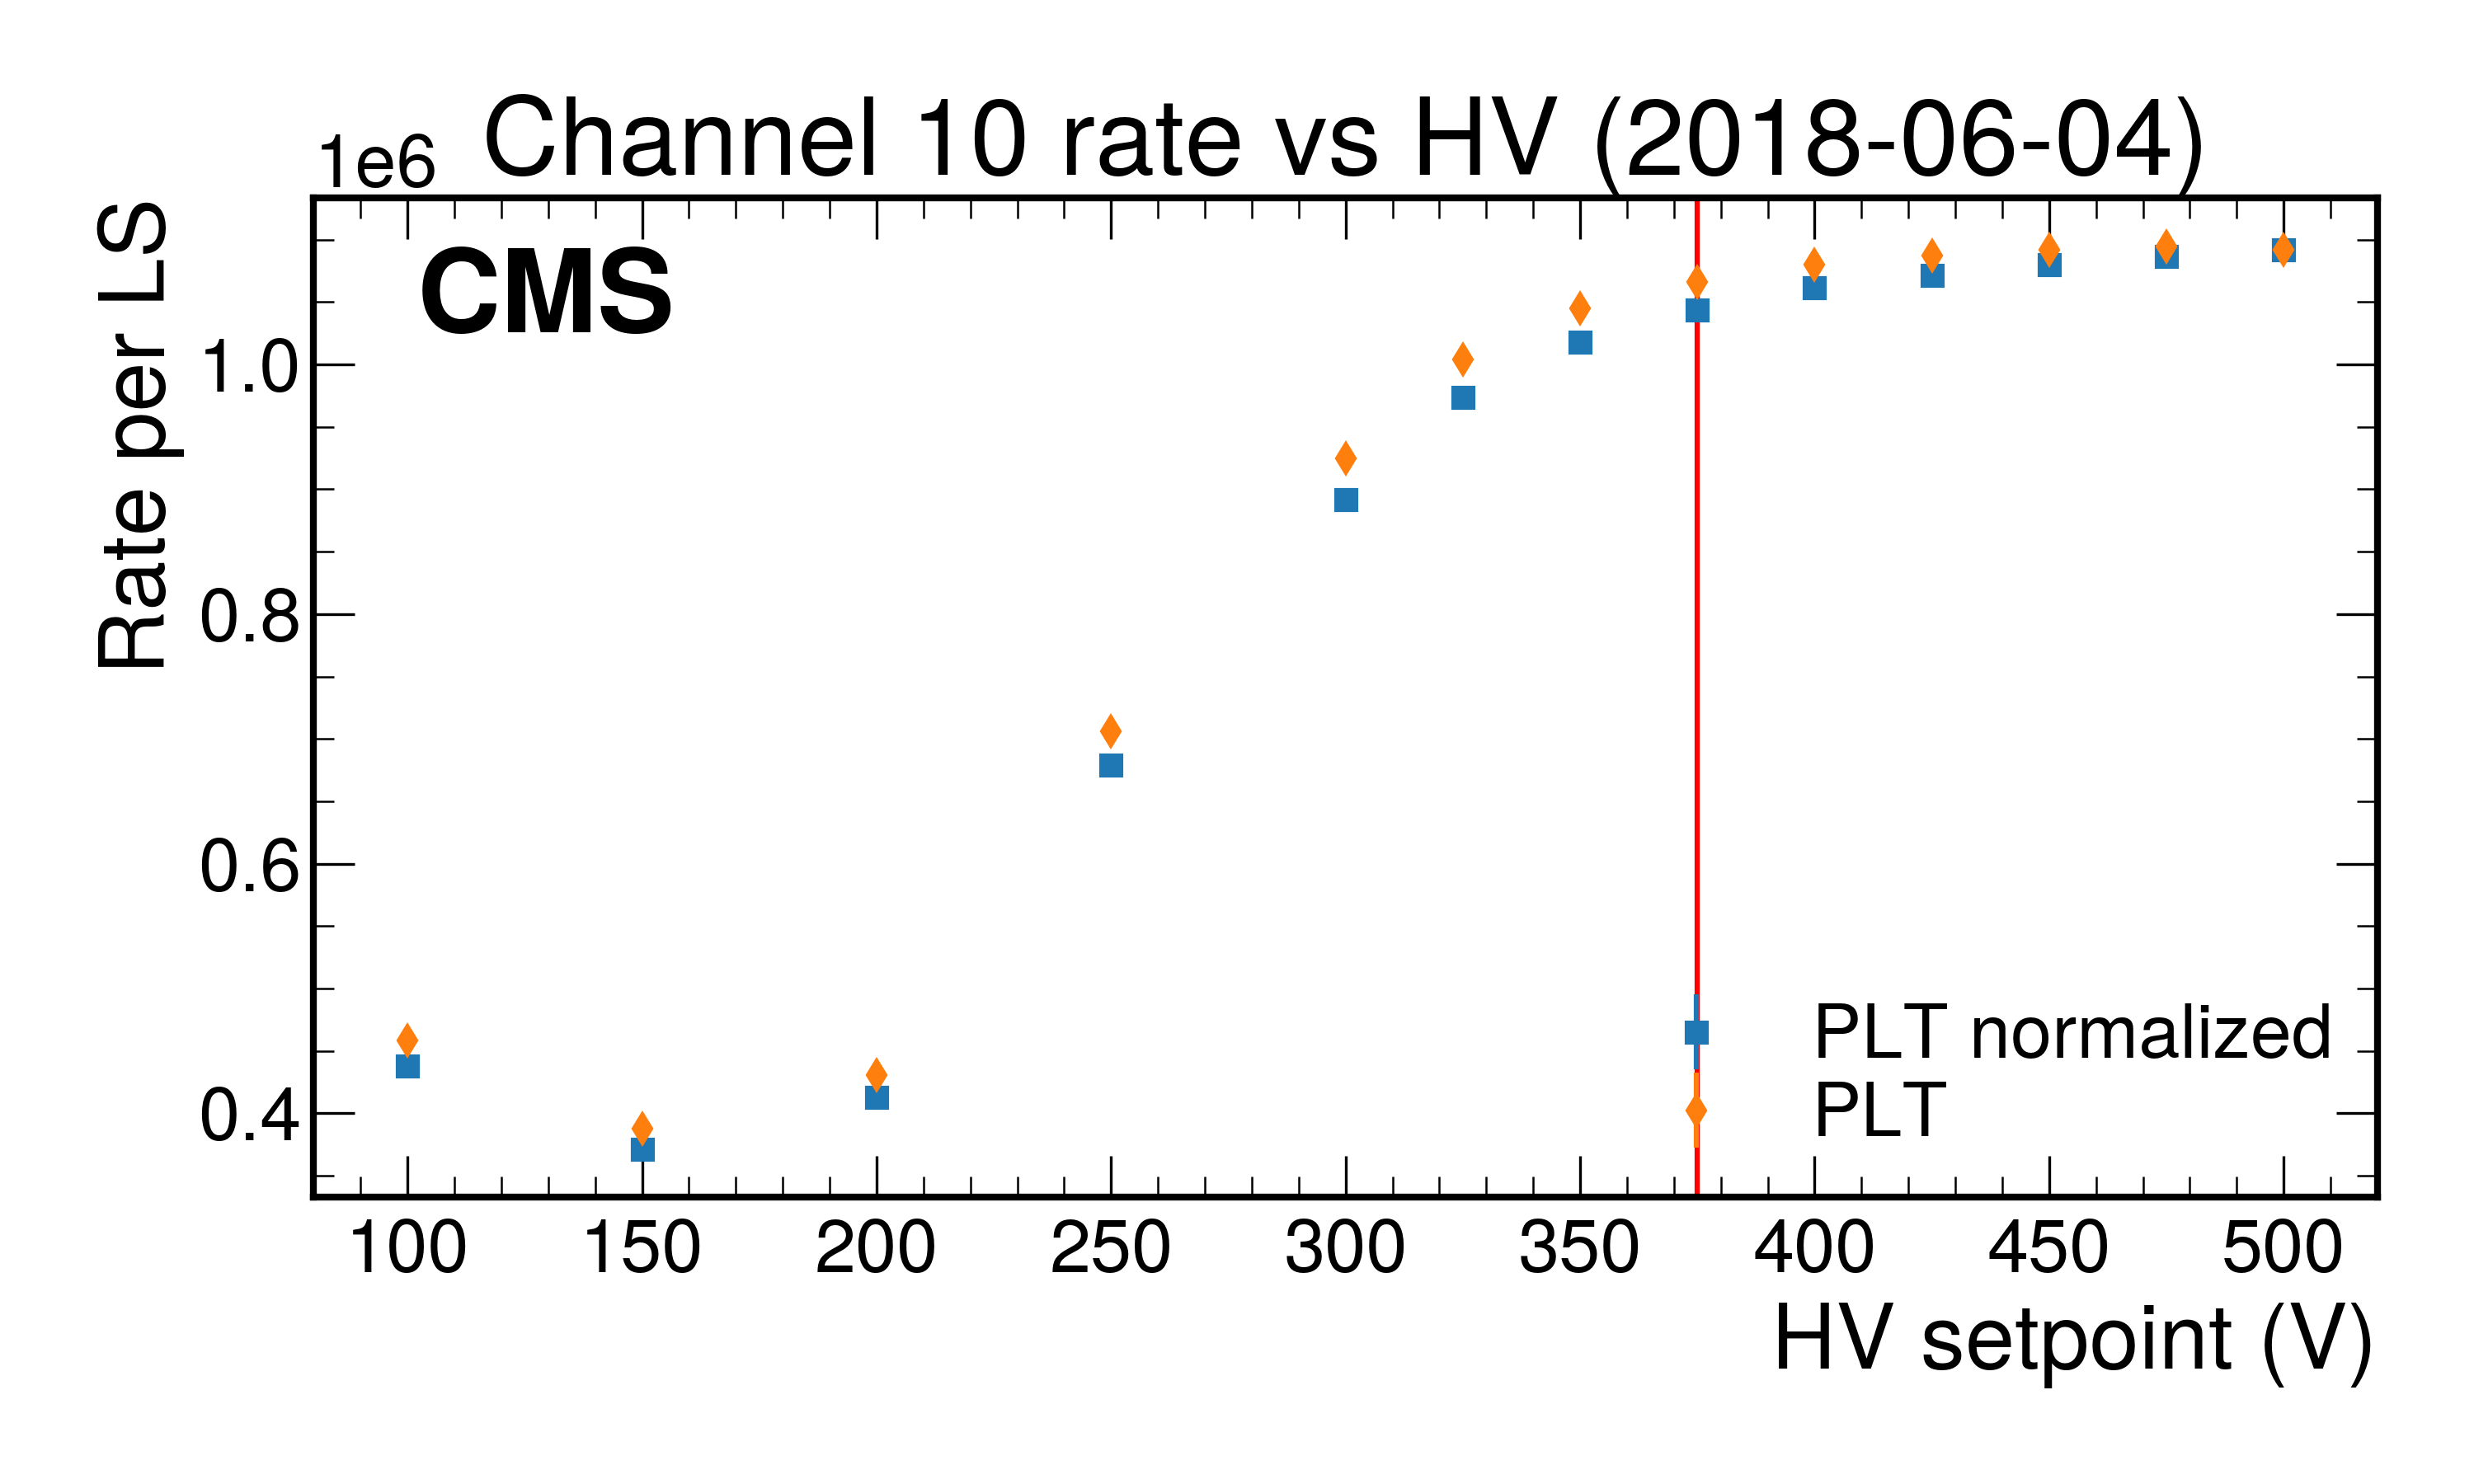 Channel 10 rate vs HV (2018-06-04)
1e6
CMS
Rate per LS
1.0
0.8
0.6
0.4
PLT normalized
PLT
100 150 200 250 300 350 400 450 500
HV setpoint (V)